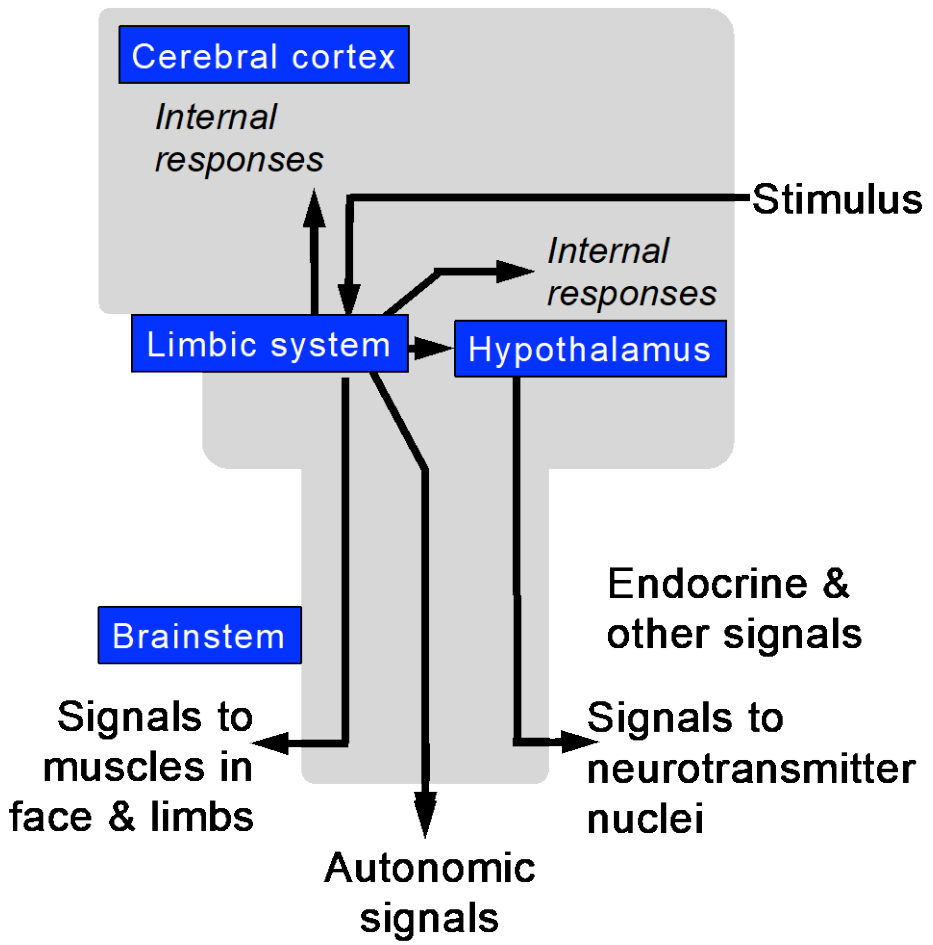 Cerebral cortex
Internal
responses
Stimulus
Internal
responses
Limbic system
Hypothalamus
Endocrine &
other signals
Brainstem
Signals to
muscles in
face & limbs
Signals to
neurotransmitter
nuclei
Autonomic
signals